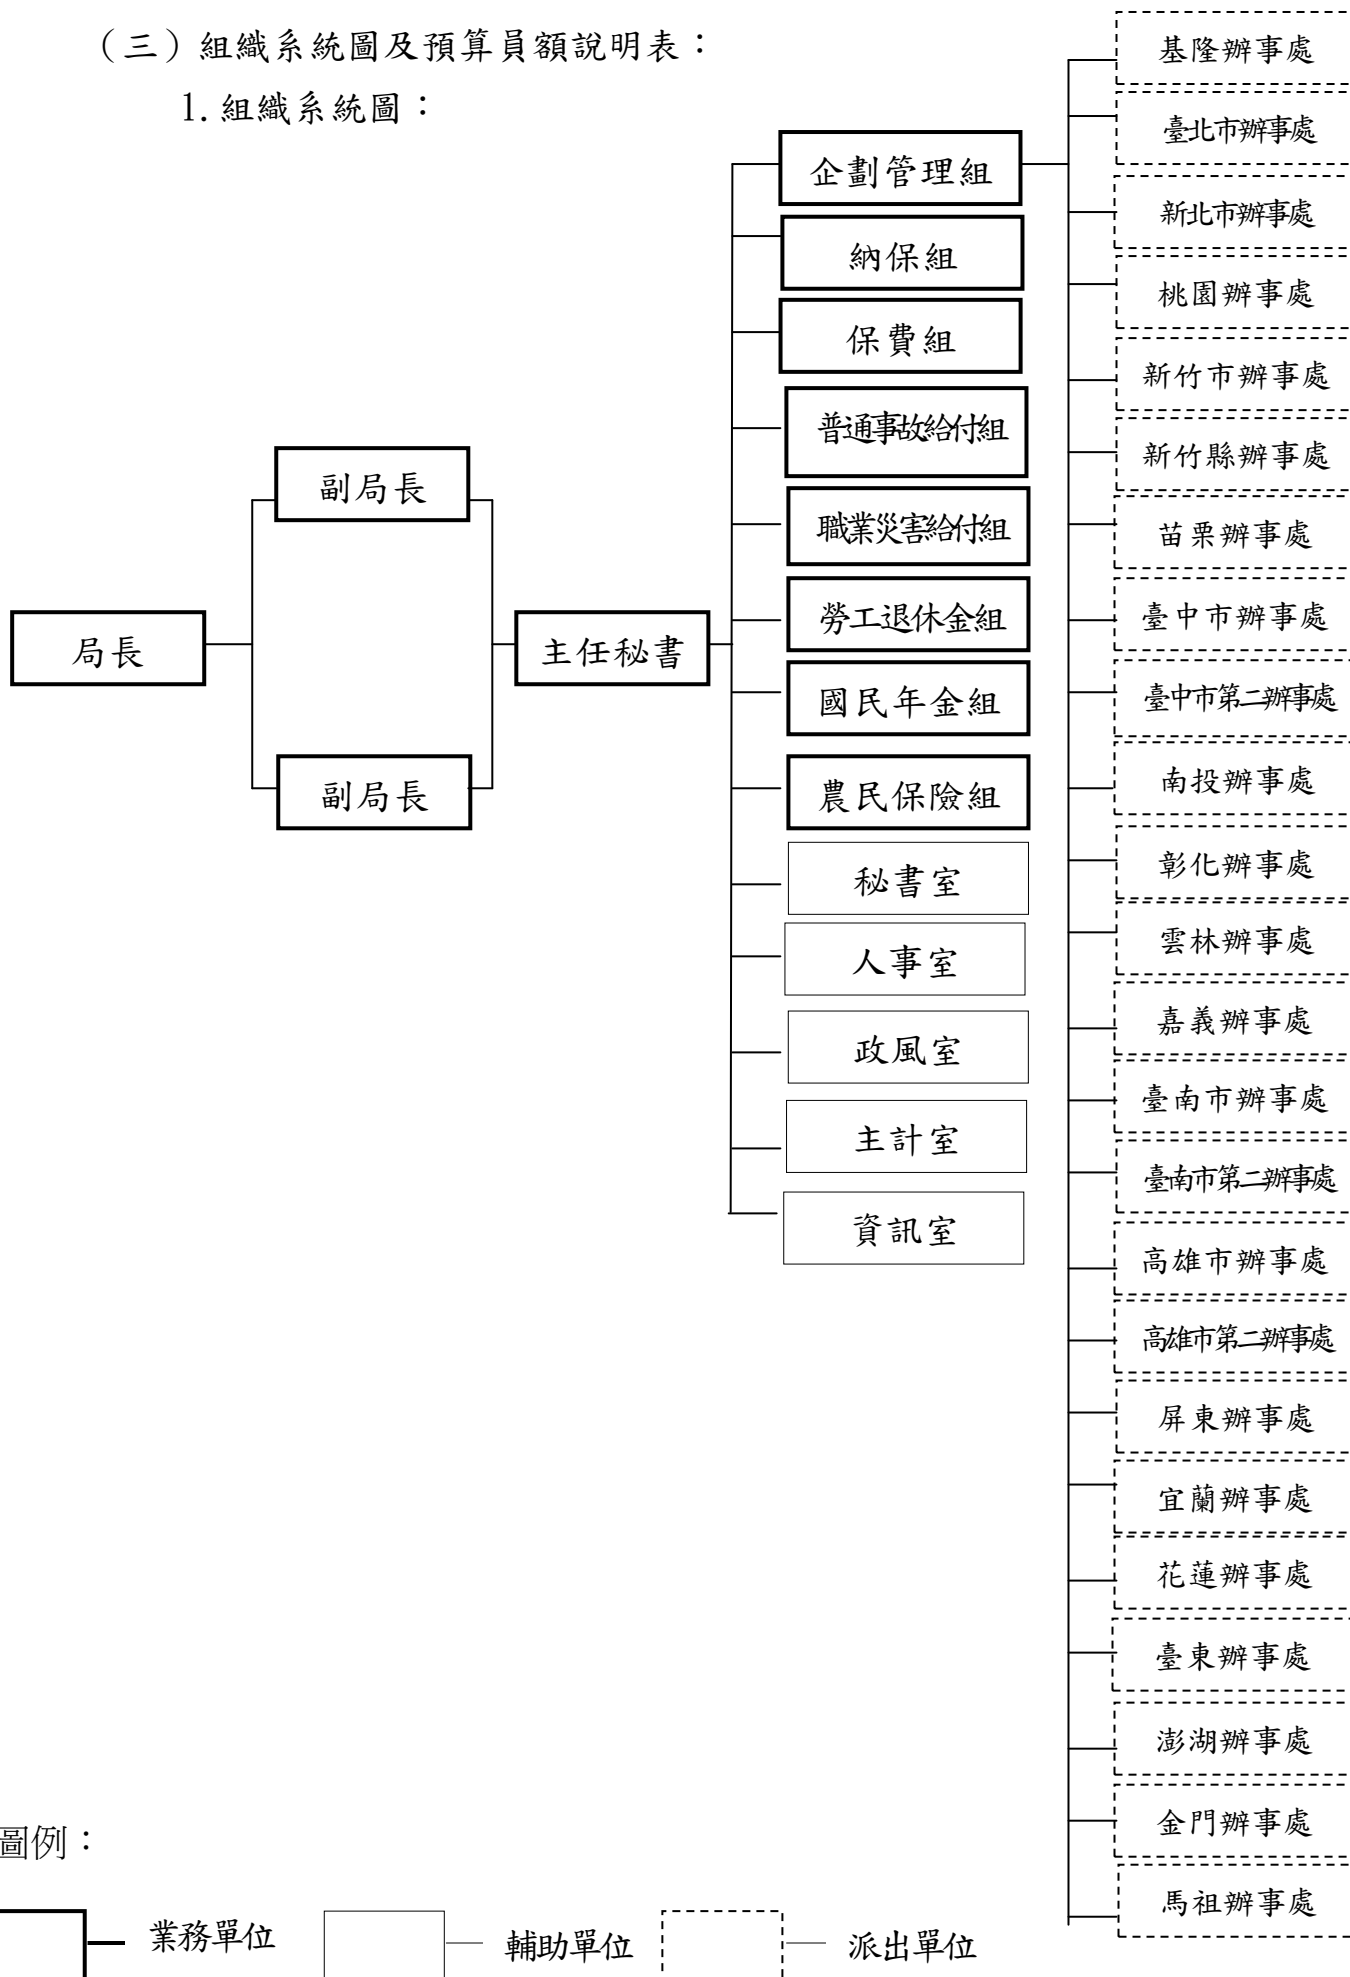 （三）組織系統圖及預算員額說明表：
1.組織系統圖：
局長
副局長
副局長
主任秘書
企劃管理組
納保組
保費組
普通事故給付組
職業災害給付組
勞工退休金組
國民年金組
農民保險組
秘書室
人事室
政風室
主計室
資訊室
基隆辦事處
臺北市辦事處
新北市辦事處
桃園辦事處
新竹市辦事處
新竹縣辦事處
苗栗辦事處
臺中市辦事處
臺中市第二辦事處
南投辦事處
彰化辦事處
雲林辦事處
嘉義辦事處
臺南市辦事處
臺南市第二辦事處
高雄市辦事處
高雄市第二辦事處
屏東辦事處
宜蘭辦事處
花蓮辦事處
臺東辦事處
澎湖辦事處
金門辦事處
馬祖辦事處
圖例：
業務單位
輔助單位
派出單位